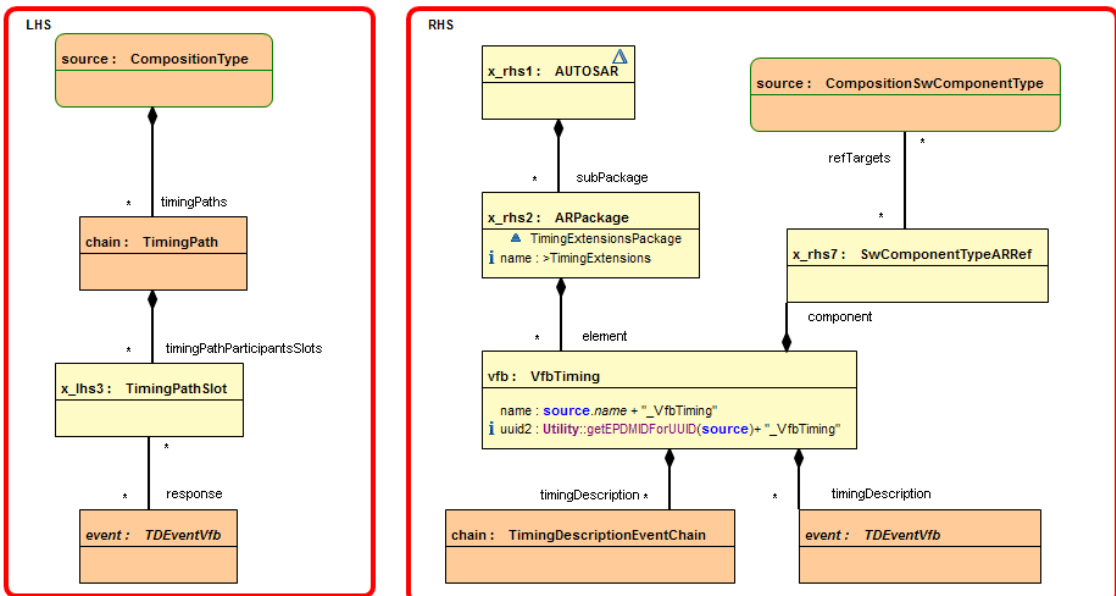 LHS
source : CompositionType
*
timingPaths
chain : TimingPath
*
timingPathParticipantsSlots
x_lhs3 : TimingPathSlot
*
*
response
event : TDEventVfb
RHS
x_rhs1 : AUTOSAR
source : CompositionSwComponentType
*
subPackage
*
refTargets
*
x_rhs2 : ARPackage
TimingExtensionsPackage
i name : >TimingExtensions
x_rhs7 : SwComponentTypeARRef
*
element
component
vfb : VfbTiming
name : source.name + "_VfbTiming"
i uuid2 : Utility::getEPDMIDForUUID(source)+ "_VfbTiming"
timingDescription *
* timingDescription
chain : TimingDescriptionEventChain
event : TDEventVfb